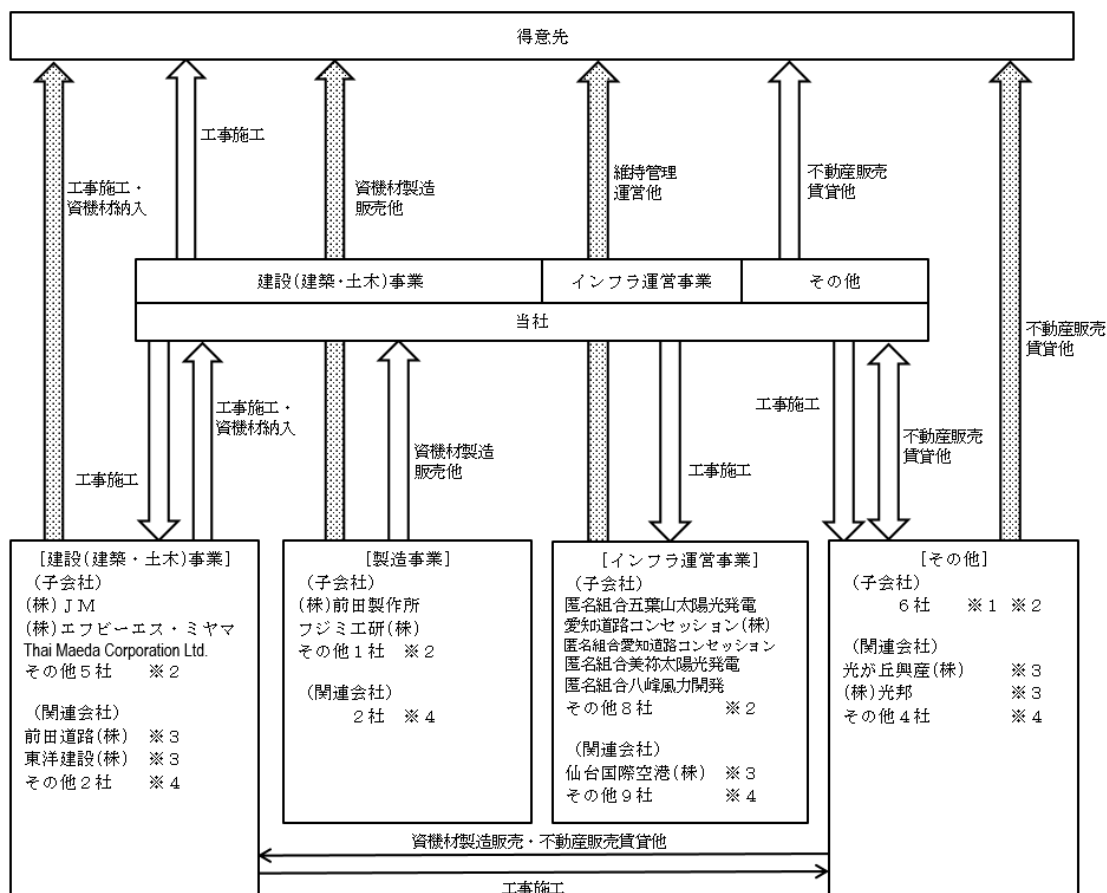 得意先
工事施工・
資機材納入
工事施工
資機材製造
販売他
維持管理
運営他
不動産販売
賃貸他
不動産販売
賃貸他
建設(建築・土木)事業
インフラ運営事業
その他
当社
工事施工
工事施工・
資機材納入
資機材製造
販売他
工事施工
工事施工
不動産販売
賃貸他
[建設(建築・土木)事業]
(子会社)
(株)JM
(株)エフビーエス・ミヤマ
Thai Maeda Corporation Ltd.
その他5社 ※2
(関連会社)
前田道路(株) ※3
東洋建設(株) ※3
その他2社 ※4
[製造事業]
(子会社)
(株)前田製作所
フジミ工研(株)
その他1社 ※2
(関連会社)
2社 ※4
[インフラ運営事業]
(子会社)
匿名組合五葉山太陽光発電
愛知道路コンセッション(株)
匿名組合愛知道路コンセッション
匿名組合美祢太陽光発電
匿名組合八峰風力開発
その他8社 ※2
(関連会社)
仙台国際空港(株) ※3
その他9社 ※4
[その他]
(子会社)
6社 ※1 ※2
(関連会社)
光が丘興産(株) ※3
(株)光邦 ※3
その他4社 ※4
資機材製造販売・不動産販売賃貸他
工事施工